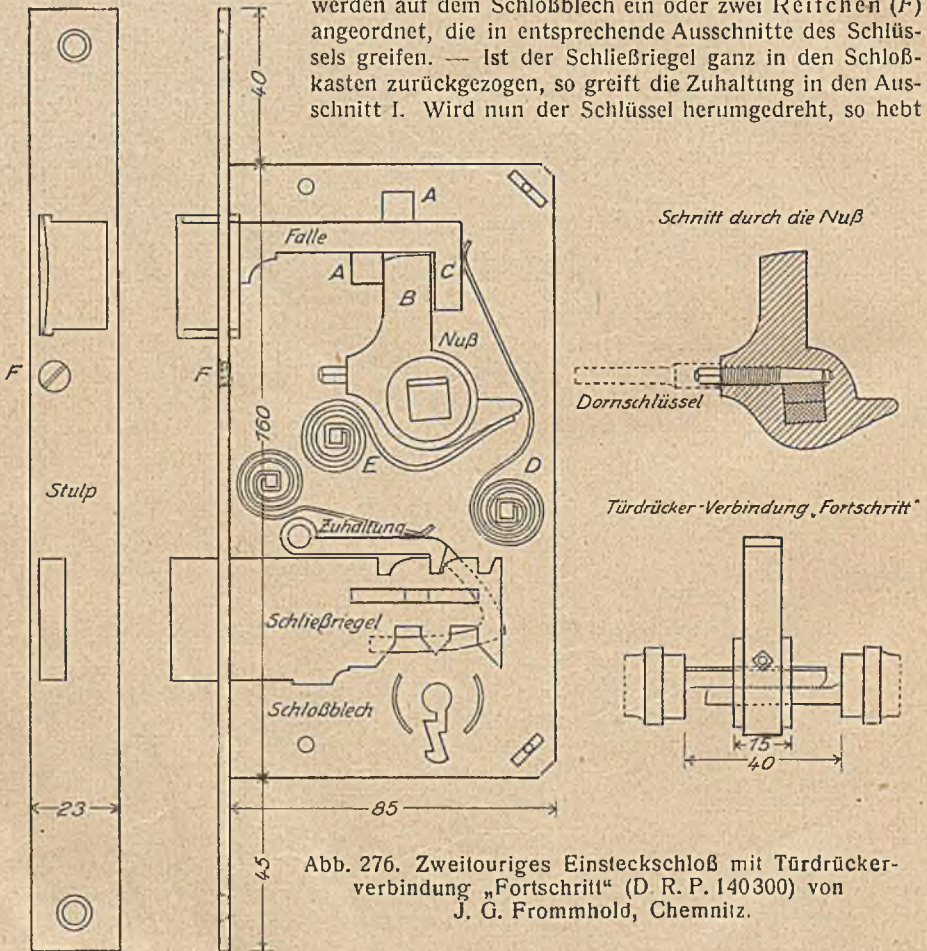 werden auf dem Schloßblech ein oder zwei Reifchen (F)
angeordnet, die in entsprechende Ausschnitte des Schlüs-
sels greifen. — Ist der Schließriegel ganz in den Schloß-
kasten zurückgezogen, so greift die Zuhaltung in den Aus-
schnitt I. Wird nun der Schlüssel herumgedreht, so hebt
40
A
Schnitt durch die Nuß
Falle
A
C
B
Nuß
F
F
Dornschlüssel
160
E
D
Stulp
Türdrücker-Verbindung „Fortschritt“
Zuhaltung
Schließriegel
Schloßblech
15
40
23
85
45
Abb. 276. Zweitouriges Einsteckschloß mit Türdrücker-
verbindung „Fortschritt“ (D. R. P. 140300) von
J. G. Frommhold, Chemnitz.